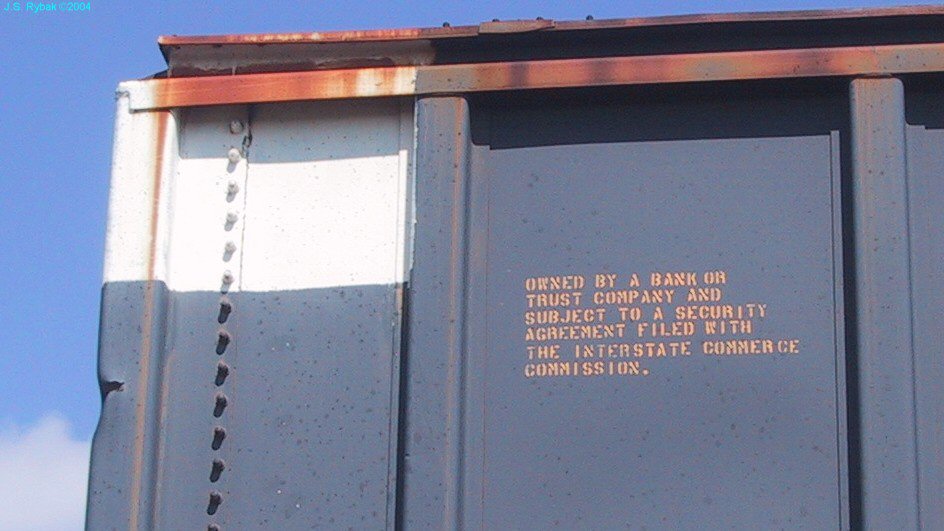 J.S. Rybak ©2004
OWNED BY A BANK OR
TRUST COMPANY AND
SUBJECT TO A SECURITY
AGREEMENT FILED WITH
THE INTERSTATE COMMERCE
COMMISSION.